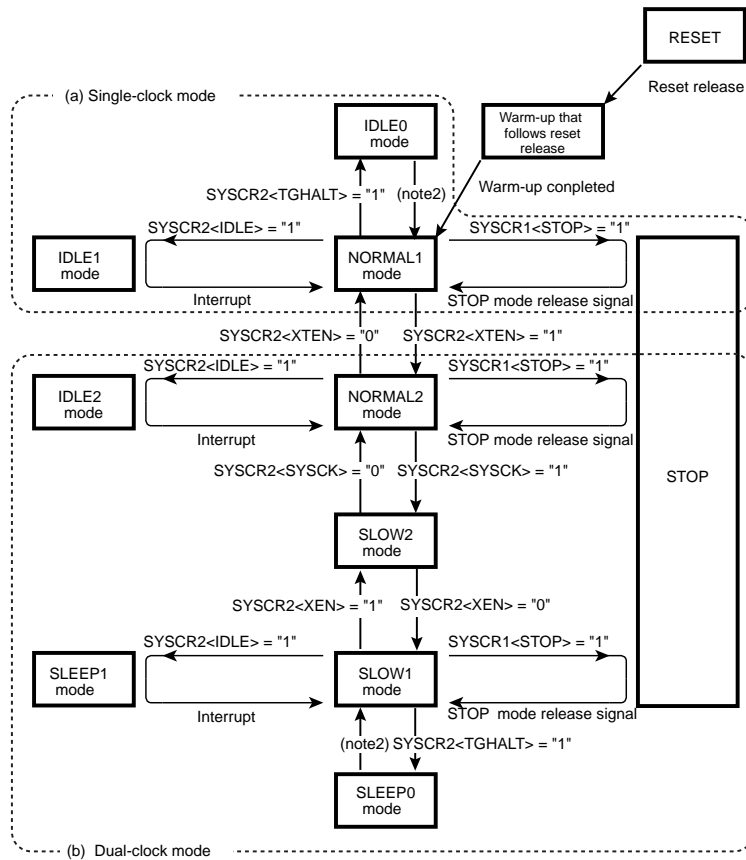 RESET
(a) Single-clock mode
Reset release
IDLE0
mode
Warm-up that
follows reset
release
SYSCR2<TGHALT> = "1"
(note2)
Warm-up conpleted
SYSCR2<IDLE> = "1"
SYSCR1<STOP> = "1"
IDLE1
mode
NORMAL1
mode
Interrupt
STOP mode release signal
SYSCR2<XTEN> = "0"
SYSCR2<XTEN> = "1"
SYSCR2<IDLE> = "1"
SYSCR1<STOP> = "1"
IDLE2
mode
NORMAL2
mode
Interrupt
STOP mode release signal
SYSCR2<SYSCK> = "0"
SYSCR2<SYSCK> = "1"
STOP
SLOW2
mode
SYSCR2<XEN> = "1"
SYSCR2<XEN> = "0"
SYSCR2<IDLE> = "1"
SYSCR1<STOP> = "1"
SLEEP1
mode
SLOW1
mode
Interrupt
STOP mode release signal
(note2)
SYSCR2<TGHALT> = "1"
SLEEP0
mode
(b) Dual-clock mode